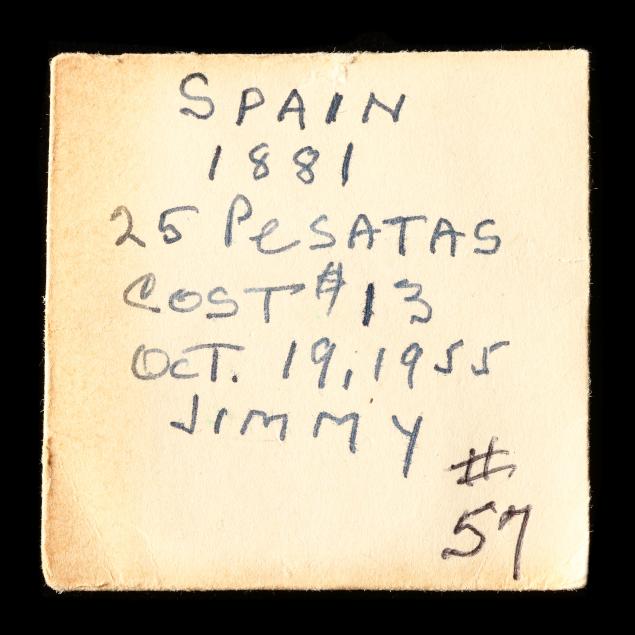 SPAIN
1881
25 PeSATAS
COST #13
OCT. 19, 1955
JIMMY
#
57